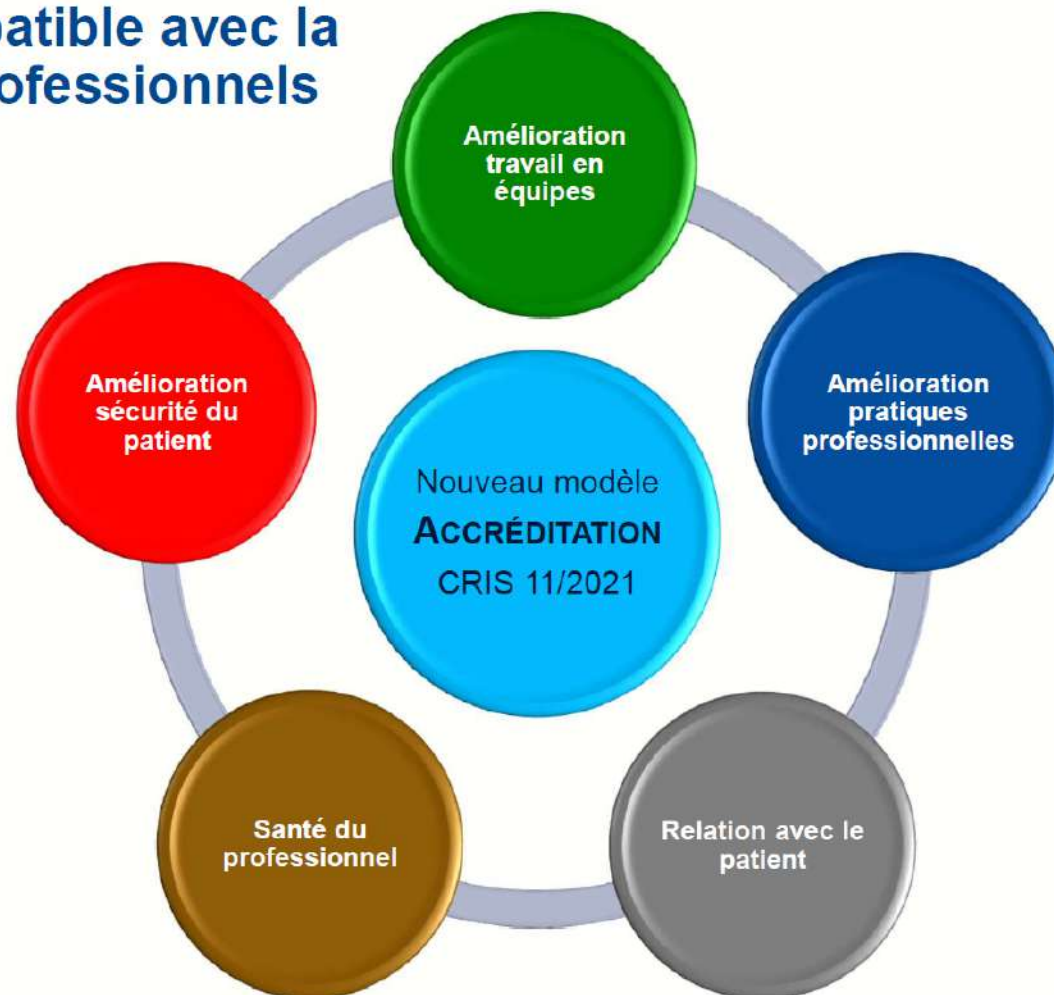 patible avec la
ofessionnels
Amélioration
travail en
équipes
Amélioration
sécurité du
patient
Amélioration
pratiques
professionnelles
Nouveau modèle
ACCRÉDITATION
CRIS 11/2021
Santé du
professionnel
Relation avec le
patient